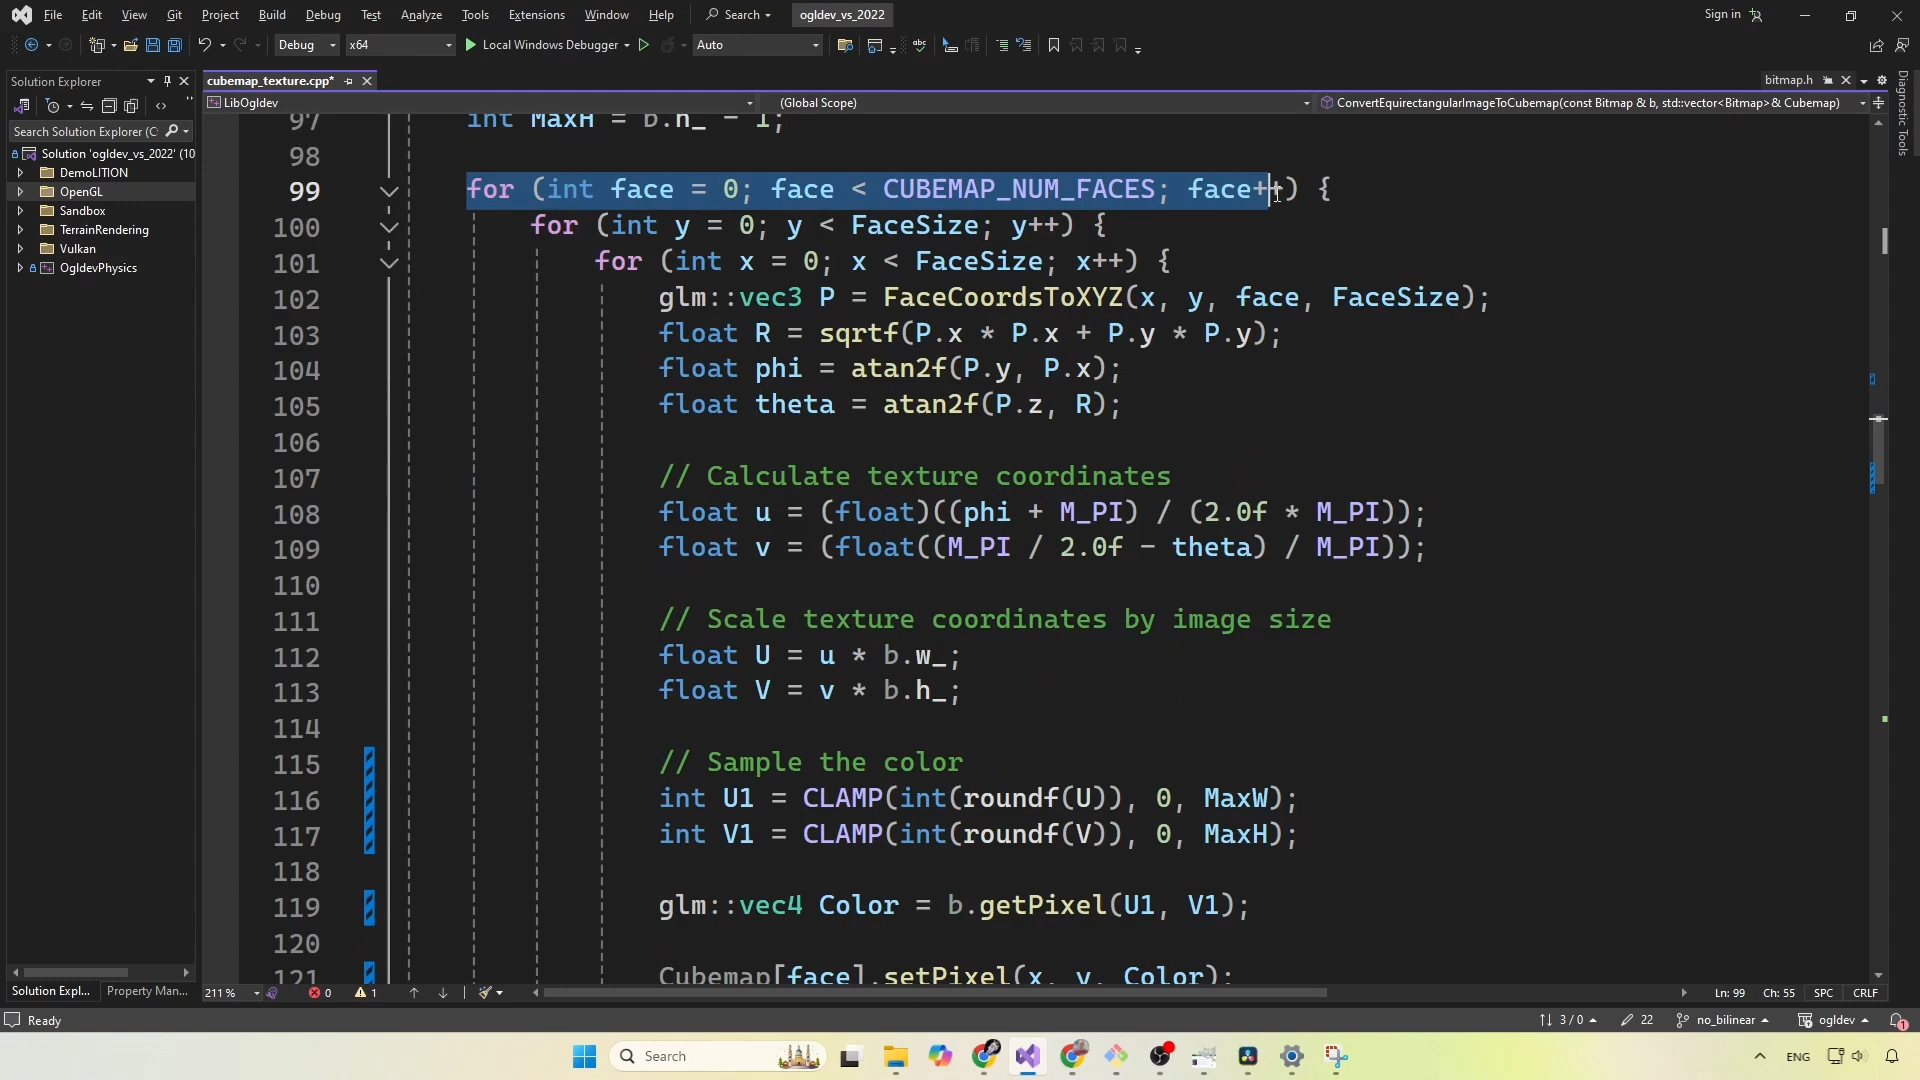 File Edit View Git Project Build Debug Test Analyze Tools Extensions Window Help Search ogldev_vs_2022 Sign in
Debug x64 Local Windows Debugger Auto
Solution Explorer
cubemap_texture.cpp*
bitmap.h
LibOgldev
(Global Scope)
ConvertEquirectangularImageToCubemap(const Bitmap & b, std::vector<Bitmap>& Cubemap)
Diagnostic Tools
Search Solution Explorer (C
Solution 'ogldev_vs_2022' (10
DemoLITION
OpenGL
Sandbox
TerrainRendering
Vulkan
OgldevPhysics
97 int MaxH = b.h_ - 1;
98
99 for (int face = 0; face < CUBEMAP_NUM_FACES; face++) {
100 for (int y = 0; y < FaceSize; y++) {
101 for (int x = 0; x < FaceSize; x++) {
102 glm::vec3 P = FaceCoordsToXYZ(x, y, face, FaceSize);
103 float R = sqrtf(P.x * P.x + P.y * P.y);
104 float phi = atan2f(P.y, P.x);
105 float theta = atan2f(P.z, R);
106
107 // Calculate texture coordinates
108 float u = (float)((phi + M_PI) / (2.0f * M_PI));
109 float v = (float((M_PI / 2.0f - theta) / M_PI));
110
111 // Scale texture coordinates by image size
112 float U = u * b.w_;
113 float V = v * b.h_;
114
115 // Sample the color
116 int U1 = CLAMP(int(roundf(U)), 0, MaxW);
117 int V1 = CLAMP(int(roundf(V)), 0, MaxH);
118
119 glm::vec4 Color = b.getPixel(U1, V1);
120
121 Cubemap[face].setPixel(x, y, Color);
Solution Expl... Property Man...
211 % 0 1 Ln: 99 Ch: 55 SPC CRLF
Ready 3 / 0 22 no_bilinear ogldev 1
Search ENG